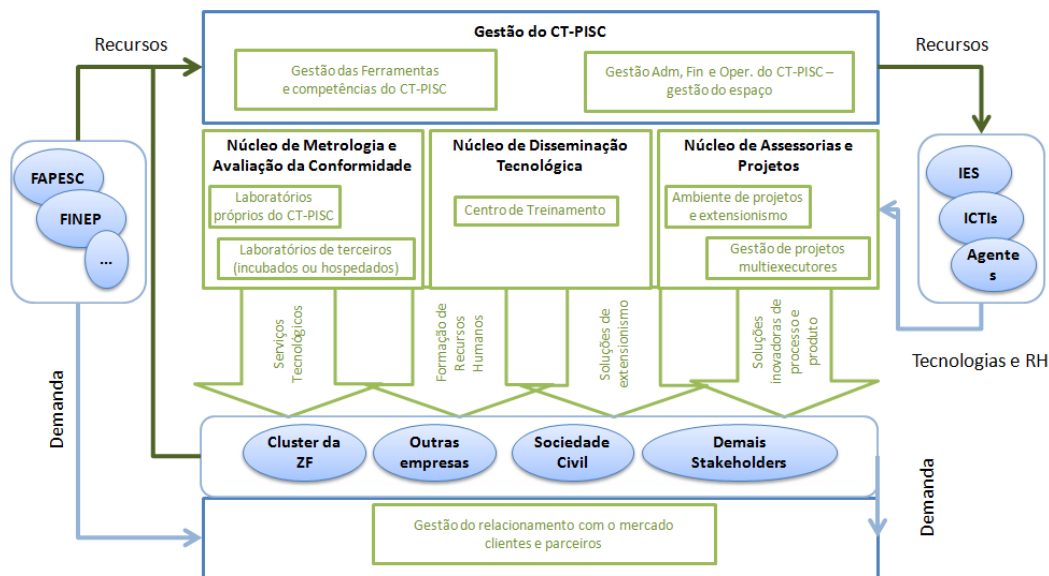 Gestão do CT-PISC
Recursos
Recursos
Gestão das Ferramentas
e competências do CT-PISC
Gestão Adm, Fin e Oper. do CT-PISC –
gestão do espaço
Núcleo de Metrologia e
Avaliação da Conformidade
Núcleo de Disseminação
Tecnológica
Núcleo de Assessorias e
Projetos
FAPESC
FINEP
...
Laboratórios
próprios do CT-PISC
Laboratórios de terceiros
(incubados ou hospedados)
Centro de Treinamento
Ambiente de projetos
e extensionismo
Gestão de projetos
multiexecutores
IES
ICTIs
Agente
s
Serviços
Tecnológicos
Formação de
Recursos
Humanos
Soluções de
extensionismo
Soluções
inovadoras de
processo e
produto
Tecnologias e RH
Demanda
Cluster da
ZF
Outras
empresas
Sociedade
Civil
Demais
Stakeholders
Demanda
Gestão do relacionamento com o mercado
clientes e parceiros